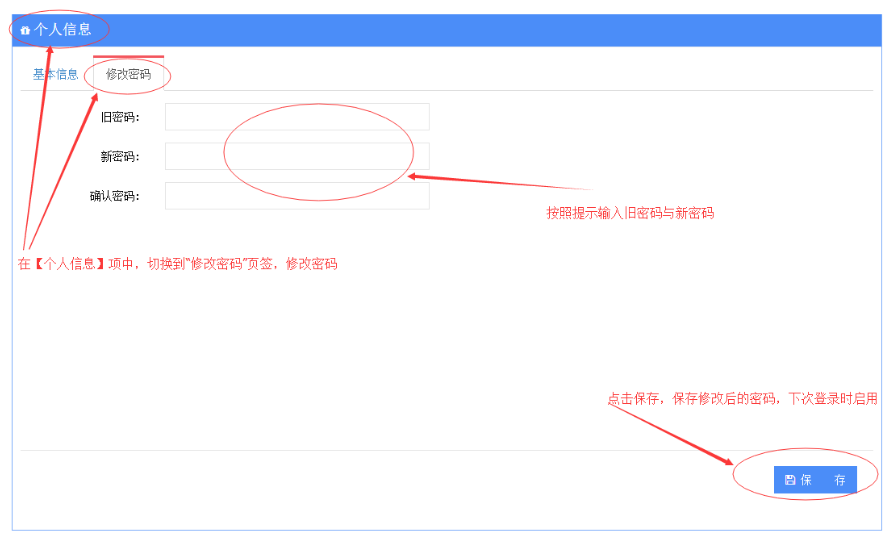 个人信息
基本信息 修改密码
旧密码：
新密码：
确认密码：
按照提示输入旧密码与新密码
在【个人信息】项中，切换到“修改密码”页签，修改密码
点击保存，保存修改后的密码，下次登录时启用
保 存